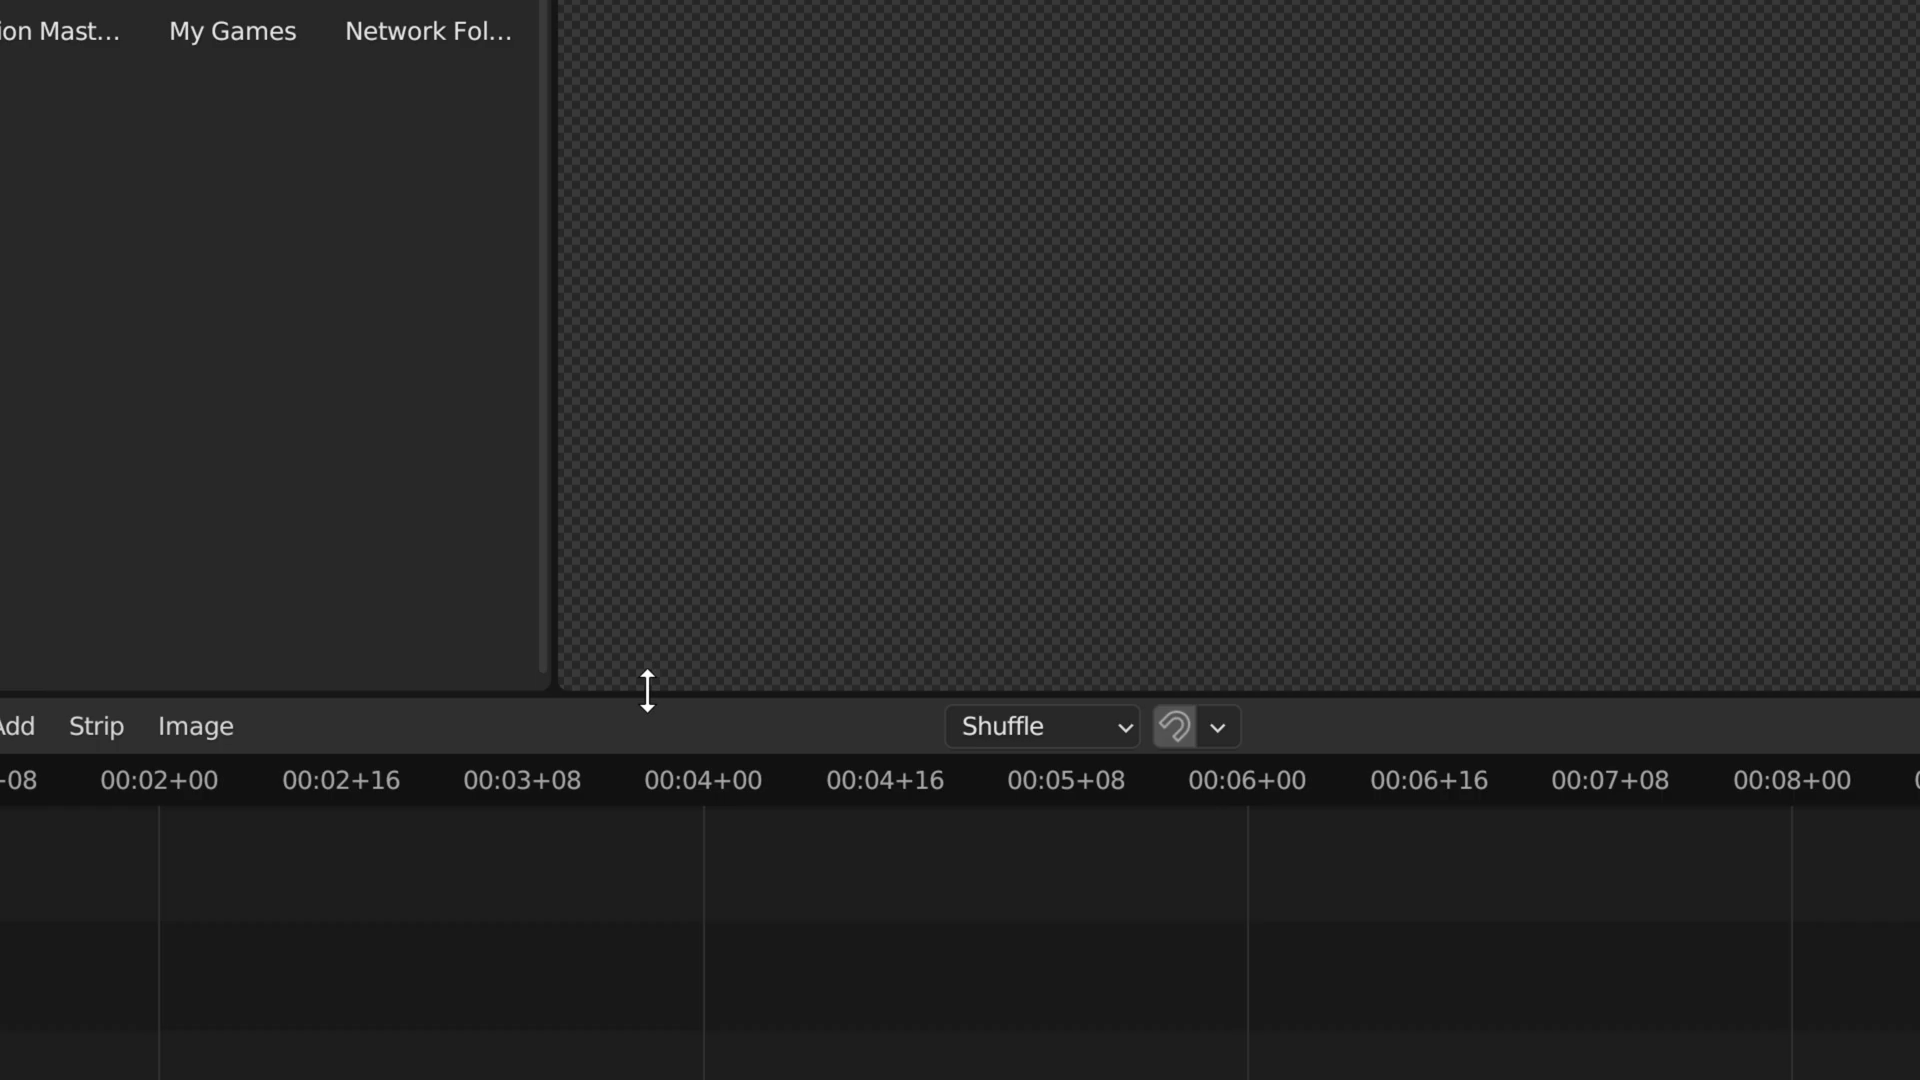 ion Mast... My Games Network Fol...
Add Strip Image Shuffle
-08 00:02+00 00:02+16 00:03+08 00:04+00 00:04+16 00:05+08 00:06+00 00:06+16 00:07+08 00:08+00